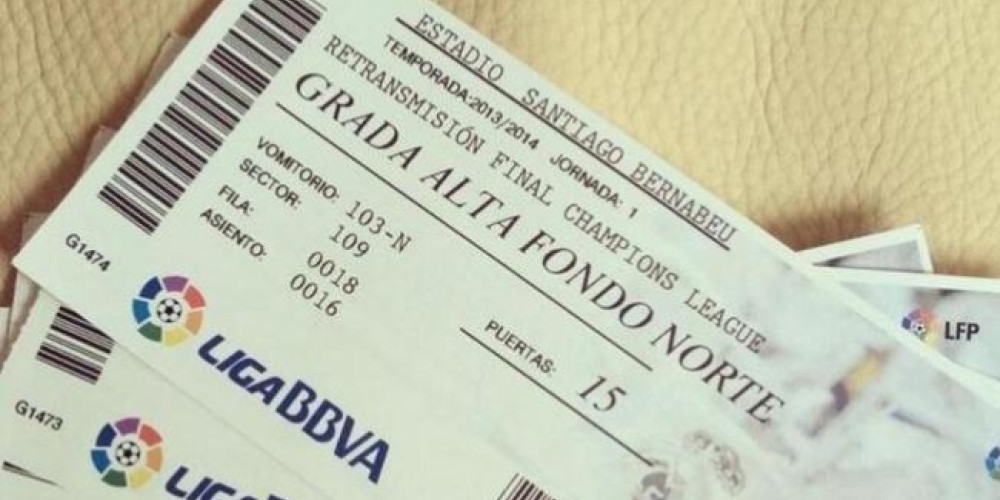 ESTADIO SANTIAGO BERNABEU
TEMPORADA:2013/2014 JORNADA: 1
RETRANSMISIÓN FINAL CHAMPIONS LEAGUE
GRADA ALTA FONDO NORTE
VOMITORIO: 103-N
SECTOR: 109
FILA: 0018
ASIENTO: 0016
PUERTAS: 15
G1474
LIGA BBVA
G1473
LIGA
LFP